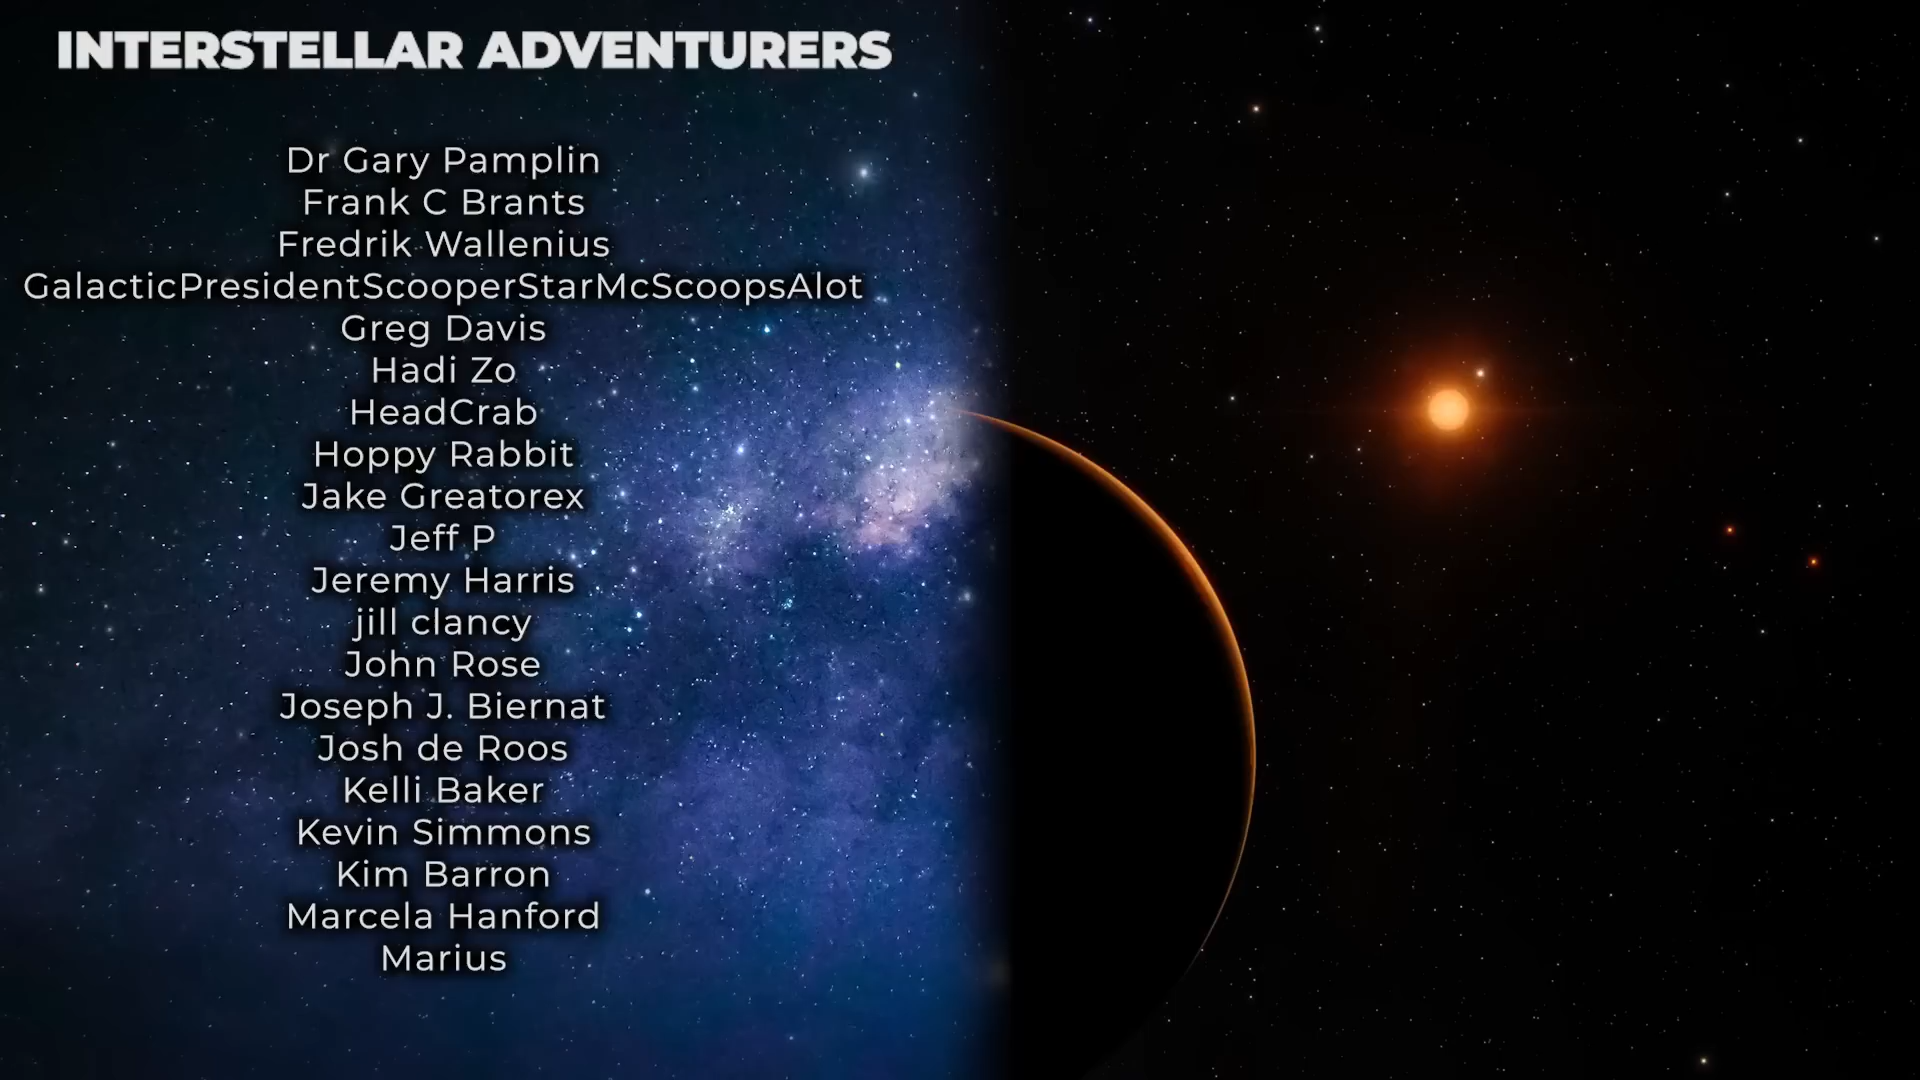 INTERSTELLAR ADVENTURERS
Dr Gary Pamplin
Frank C Brants
Fredrik Wallenius
GalacticPresidentScooperStarMcScoopsAlot
Greg Davis
Hadi Zo
HeadCrab
Hoppy Rabbit
Jake Greatorex
Jeff P
Jeremy Harris
jill clancy
John Rose
Joseph J. Biernat
Josh de Roos
Kelli Baker
Kevin Simmons
Kim Barron
Marcela Hanford
Marius